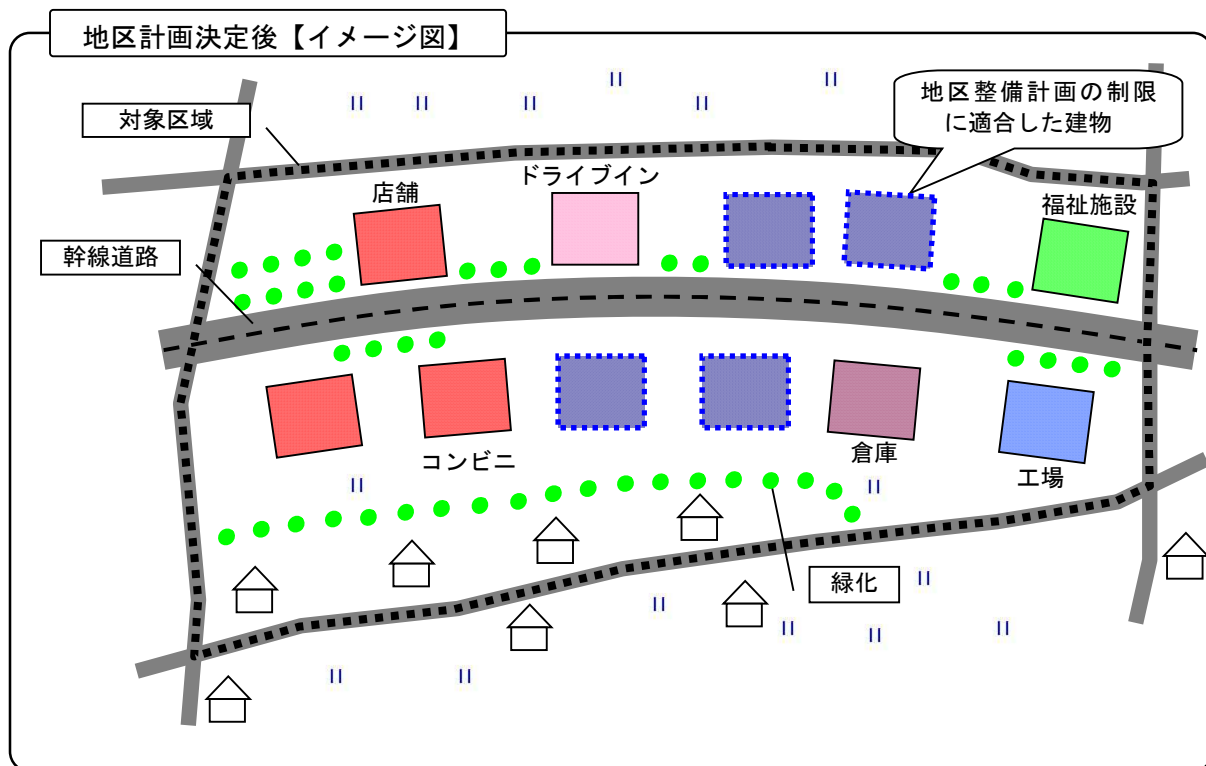 地区計画決定後【イメージ図】
地区整備計画の制限
に適合した建物
対象区域
ドライブイン
店舗
福祉施設
幹線道路
コンビニ
倉庫
工場
緑化